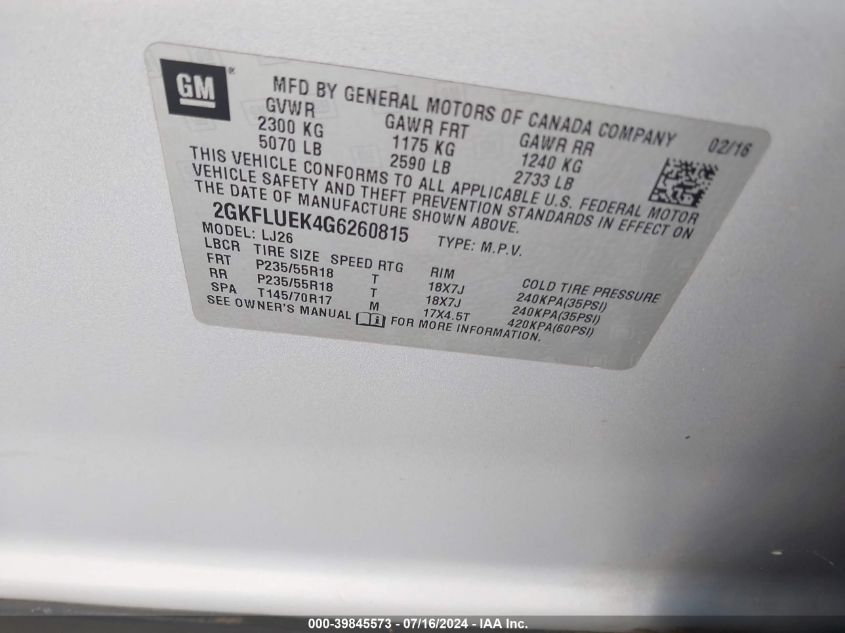 GM ®
MFD BY GENERAL MOTORS OF CANADA COMPANY 02/16
GVWR GAWR FRT GAWR RR
2300 KG 1175 KG 1240 KG
5070 LB 2590 LB 2733 LB
THIS VEHICLE CONFORMS TO ALL APPLICABLE U.S. FEDERAL MOTOR
VEHICLE SAFETY AND THEFT PREVENTION STANDARDS IN EFFECT ON
THE DATE OF MANUFACTURE SHOWN ABOVE.
2GKFLUEK4G6260815 TYPE: M.P.V.
MODEL: LJ26
LBCR TIRE SIZE SPEED RTG RIM COLD TIRE PRESSURE
FRT P235/55R18 T 18X7J 240KPA(35PSI)
RR P235/55R18 T 18X7J 240KPA(35PSI)
SPA T145/70R17 M 17X4.5T 420KPA(60PSI)
SEE OWNER'S MANUAL FOR MORE INFORMATION.
000-39845573 - 07/16/2024 - IAA Inc.